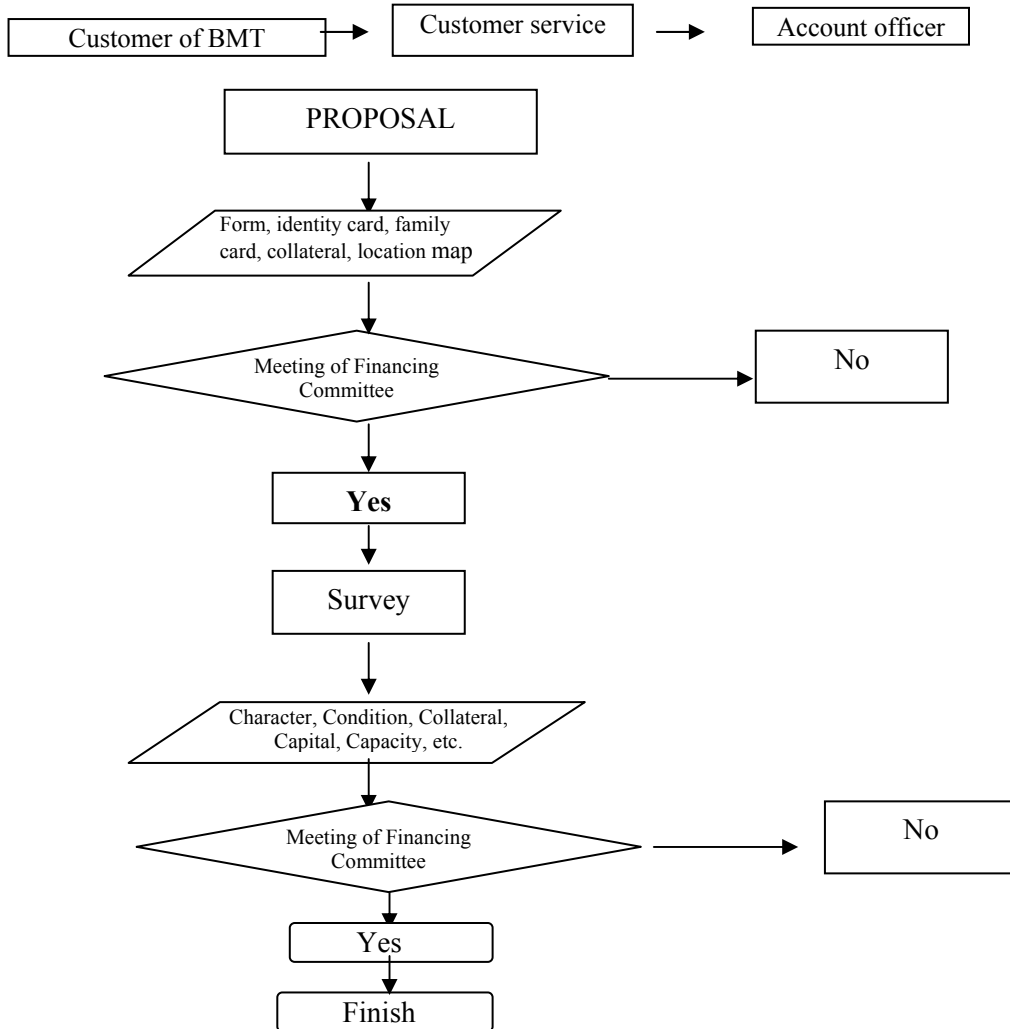 Customer of BMT
Customer service
Account officer
PROPOSAL
Form, identity card, family
card, collateral, location map
Meeting of Financing
Committee
No
Yes
Survey
Character, Condition, Collateral,
Capital, Capacity, etc.
Meeting of Financing
Committee
No
Yes
Finish